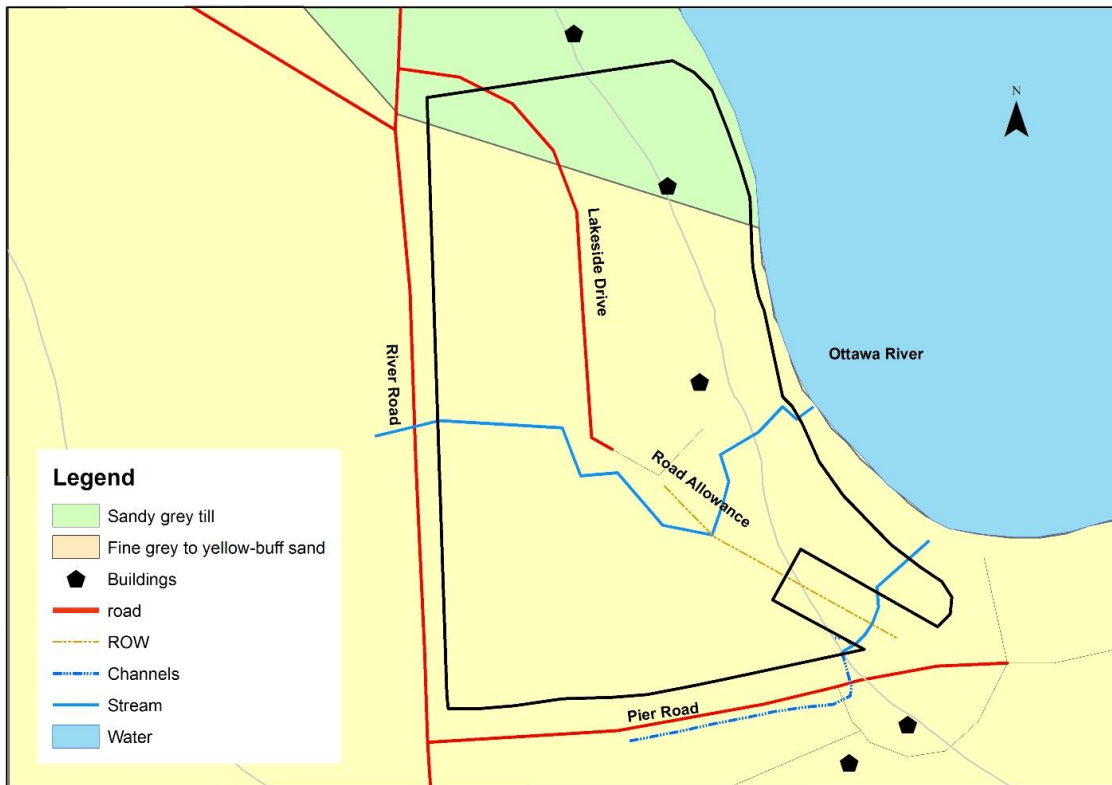 N
Lakeside Drive
River Road
Ottawa River
Road Allowance
Pier Road
Legend
Sandy grey till
Fine grey to yellow-buff sand
Buildings
road
ROW
Channels
Stream
Water